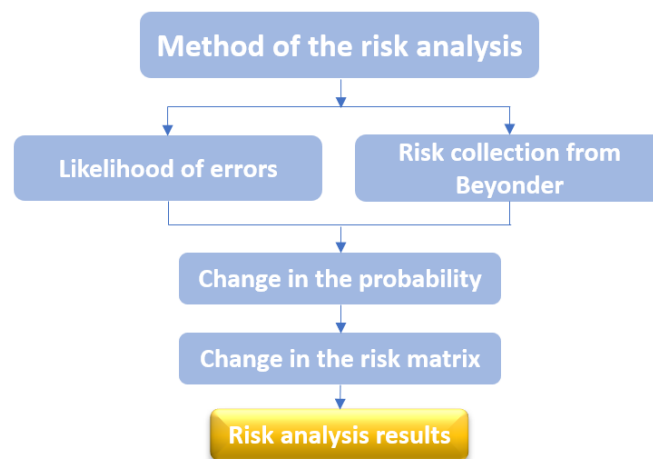 Method of the risk analysis
Likelihood of errors
Risk collection from
Beyonder
Change in the probability
Change in the risk matrix
Risk analysis results